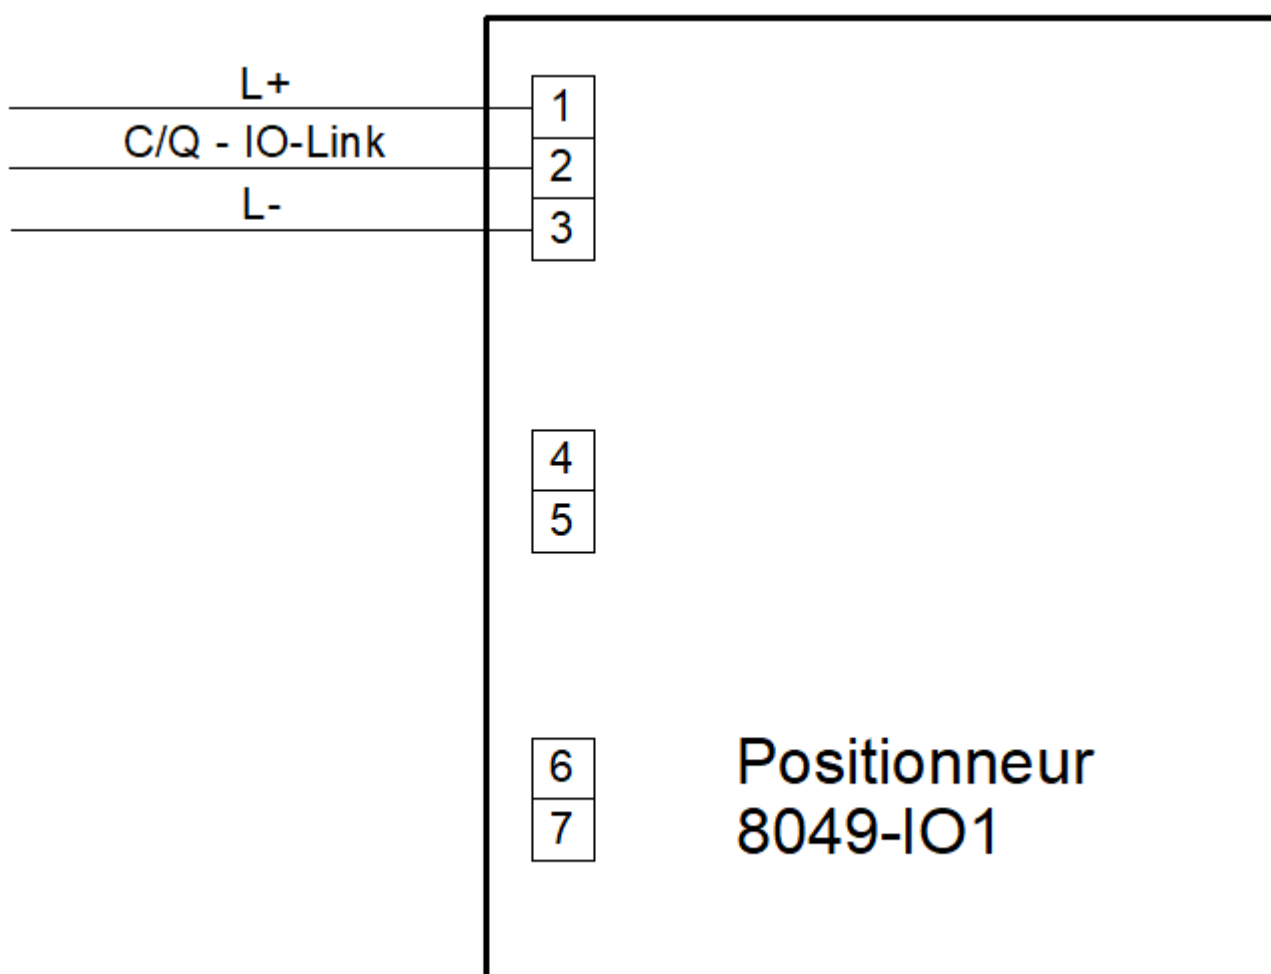 L+
1
C/Q - IO-Link
2
L-
3
4
5
6
7
Positionneur
8049-IO1